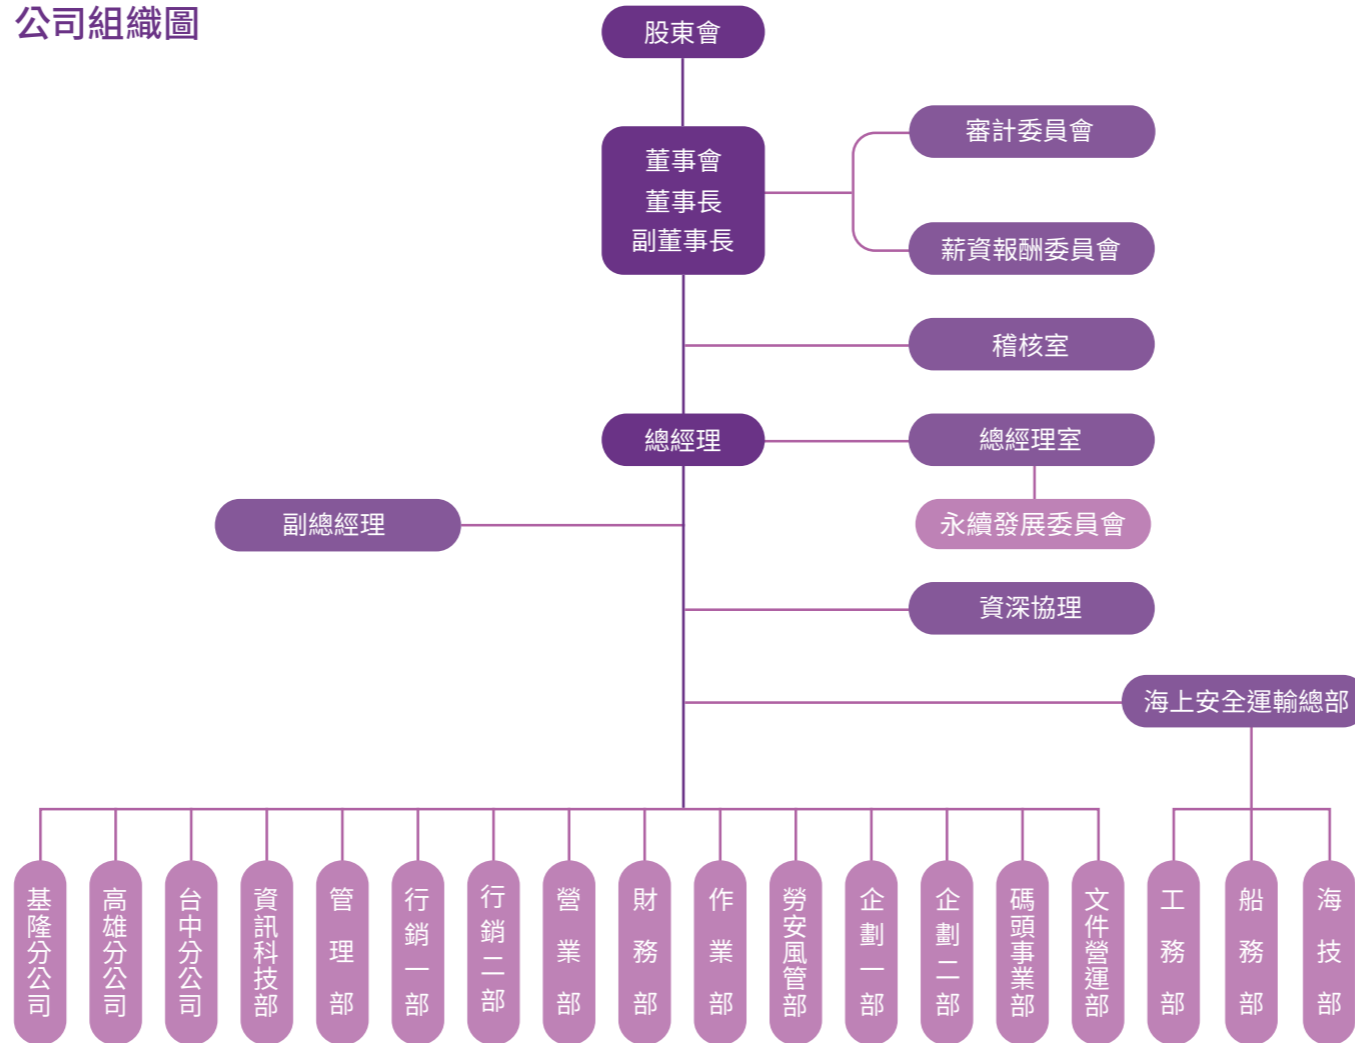 公司組織圖
股東會
董事會
董事長
副董事長
審計委員會
薪資報酬委員會
稽核室
總經理
總經理室
副總經理
永續發展委員會
資深協理
海上安全運輸總部
基隆分公司
高雄分公司
台中分公司
資訊科技部
管理部
行銷一部
行銷二部
營業部
財務部
作業部
勞安風管部
企劃一部
企劃二部
碼頭事業部
文件營運部
工務部
船務部
海技部